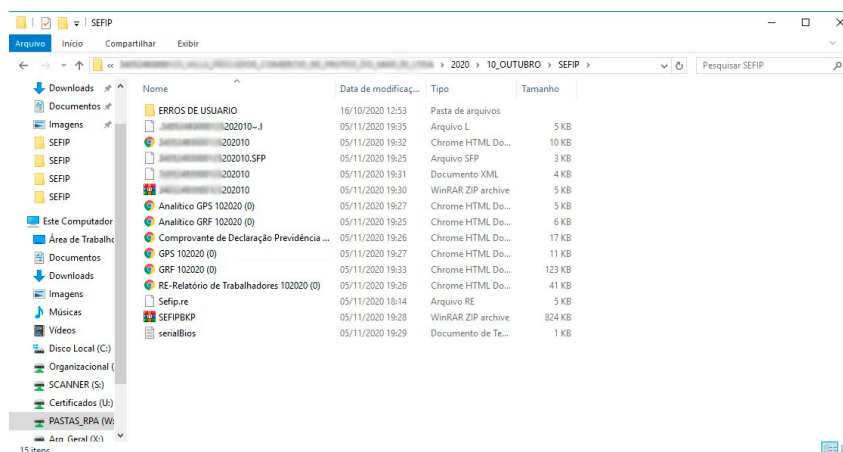 SEFIP
Arquivo Início Compartilhar Exibir
« > 2020 > 10_OUTUBRO > SEFIP > Pesquisar SEFIP
Downloads
Documentos
Imagens
SEFIP
SEFIP
SEFIP
SEFIP
Este Computador
Área de Trabalho
Documentos
Downloads
Imagens
Músicas
Vídeos
Disco Local (C:)
Organizacional (
SCANNER (S:)
Certificados (U:)
PASTAS_RPA (W:
Arq_Geral (X:)
Nome Data de modificaç... Tipo Tamanho
ERROS DE USUARIO 16/10/2020 12:53 Pasta de arquivos
202010~.I 05/11/2020 19:35 Arquivo L 5 KB
202010 05/11/2020 19:32 Chrome HTML Do... 10 KB
202010.SFP 05/11/2020 19:25 Arquivo SFP 3 KB
202010 05/11/2020 19:31 Documento XML 4 KB
202010 05/11/2020 19:30 WinRAR ZIP archive 5 KB
Analítico GPS 102020 (0) 05/11/2020 19:27 Chrome HTML Do... 5 KB
Analítico GRF 102020 (0) 05/11/2020 19:25 Chrome HTML Do... 6 KB
Comprovante de Declaração Previdência ... 05/11/2020 19:26 Chrome HTML Do... 17 KB
GPS 102020 (0) 05/11/2020 19:27 Chrome HTML Do... 11 KB
GRF 102020 (0) 05/11/2020 19:33 Chrome HTML Do... 123 KB
RE-Relatório de Trabalhadores 102020 (0) 05/11/2020 19:26 Chrome HTML Do... 41 KB
Sefip.re 05/11/2020 18:14 Arquivo RE 5 KB
SEFIPBKP 05/11/2020 19:28 WinRAR ZIP archive 824 KB
serialBios 05/11/2020 19:29 Documento de Te... 1 KB
15 itens